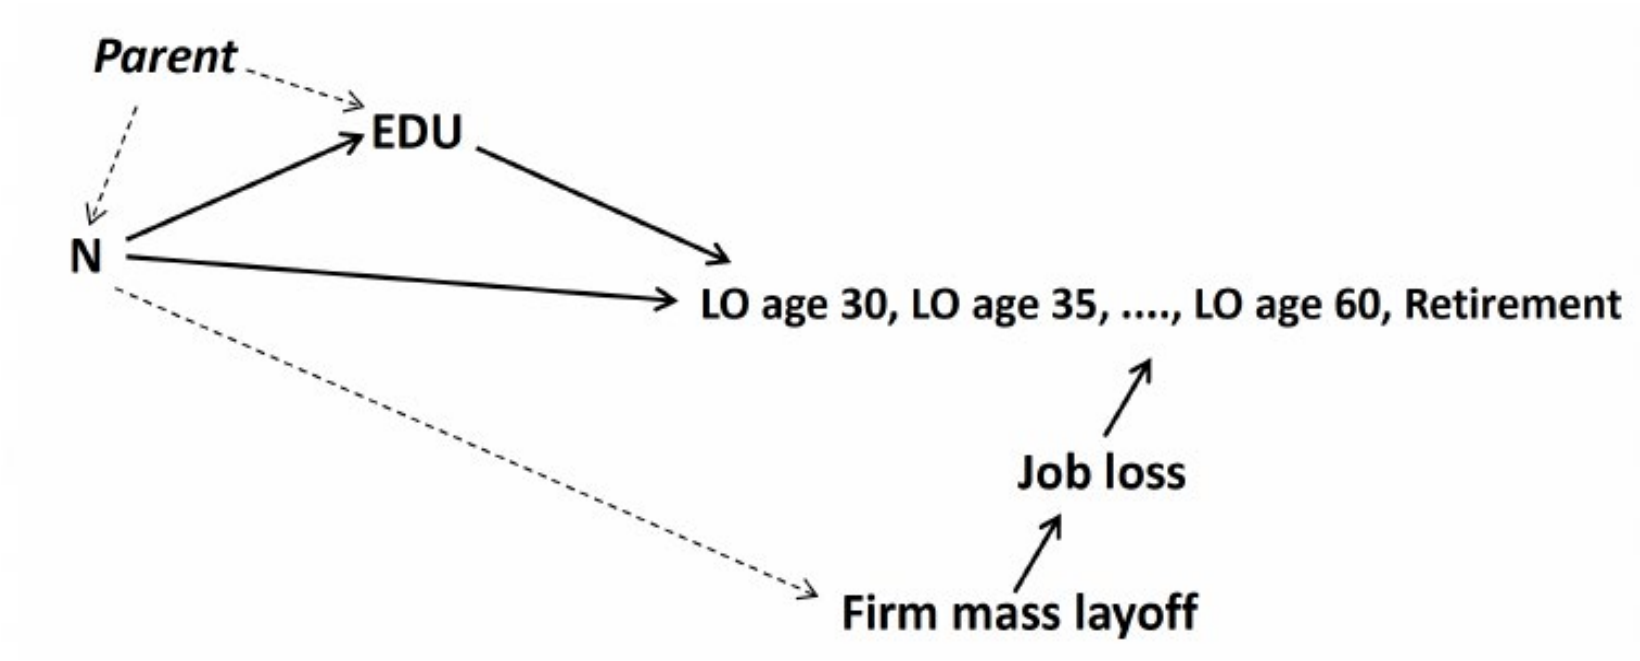 Parent
EDU
N
LO age 30, LO age 35, ...., LO age 60, Retirement
Job loss
Firm mass layoff